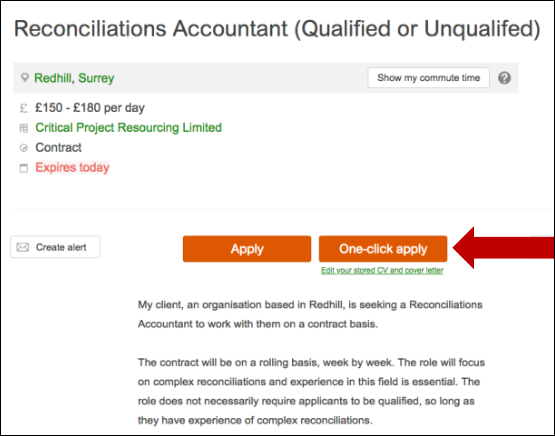 Reconciliations Accountant (Qualified or Unqualifed)
Redhill, Surrey
Show my commute time
?
£ £150 - £180 per day
Critical Project Resourcing Limited
Contract
Expires today
Create alert
Apply
One-click apply
Edit your stored CV and cover letter
My client, an organisation based in Redhill, is seeking a Reconciliations
Accountant to work with them on a contract basis.
The contract will be on a rolling basis, week by week. The role will focus
on complex reconciliations and experience in this field is essential. The
role does not necessarily require applicants to be qualified, so long as
they have experience of complex reconciliations.